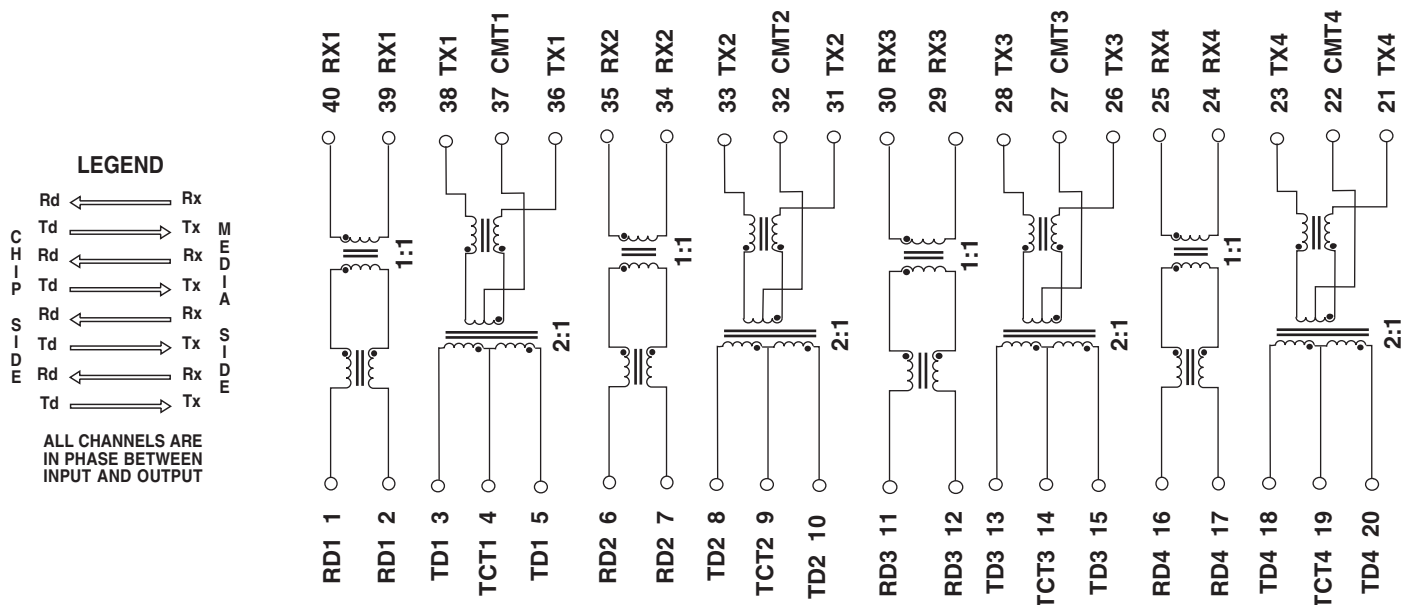 40 RX1
39 RX1
38 TX1
37 CMT1
36 TX1
35 RX2
34 RX2
33 TX2
32 CMT2
31 TX2
30 RX3
29 RX3
28 TX3
27 CMT3
26 TX3
25 RX4
24 RX4
23 TX4
22 CMT4
21 TX4
LEGEND
CHIP SIDE
MEDIA SIDE
Rd Rx
Td Tx
Rd Rx
Td Tx
Rd Rx
Td Tx
Rd Rx
Td Tx
ALL CHANNELS ARE
IN PHASE BETWEEN
INPUT AND OUTPUT
1:1
2:1
1:1
2:1
1:1
2:1
1:1
2:1
RD1 1
RD1 2
TD1 3
TCT1 4
TD1 5
RD2 6
RD2 7
TD2 8
TCT2 9
TD2 10
RD3 11
RD3 12
TD3 13
TCT3 14
TD3 15
RD4 16
RD4 17
TD4 18
TCT4 19
TD4 20